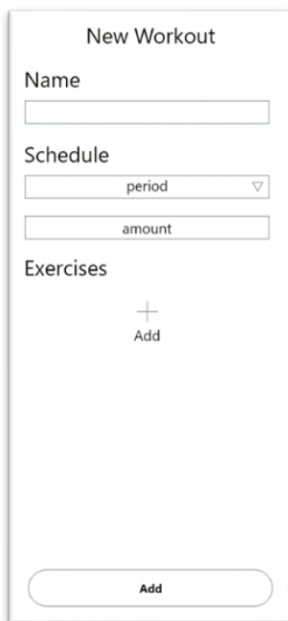 New Workout
Name
Schedule
period
amount
Exercises
Add
Add